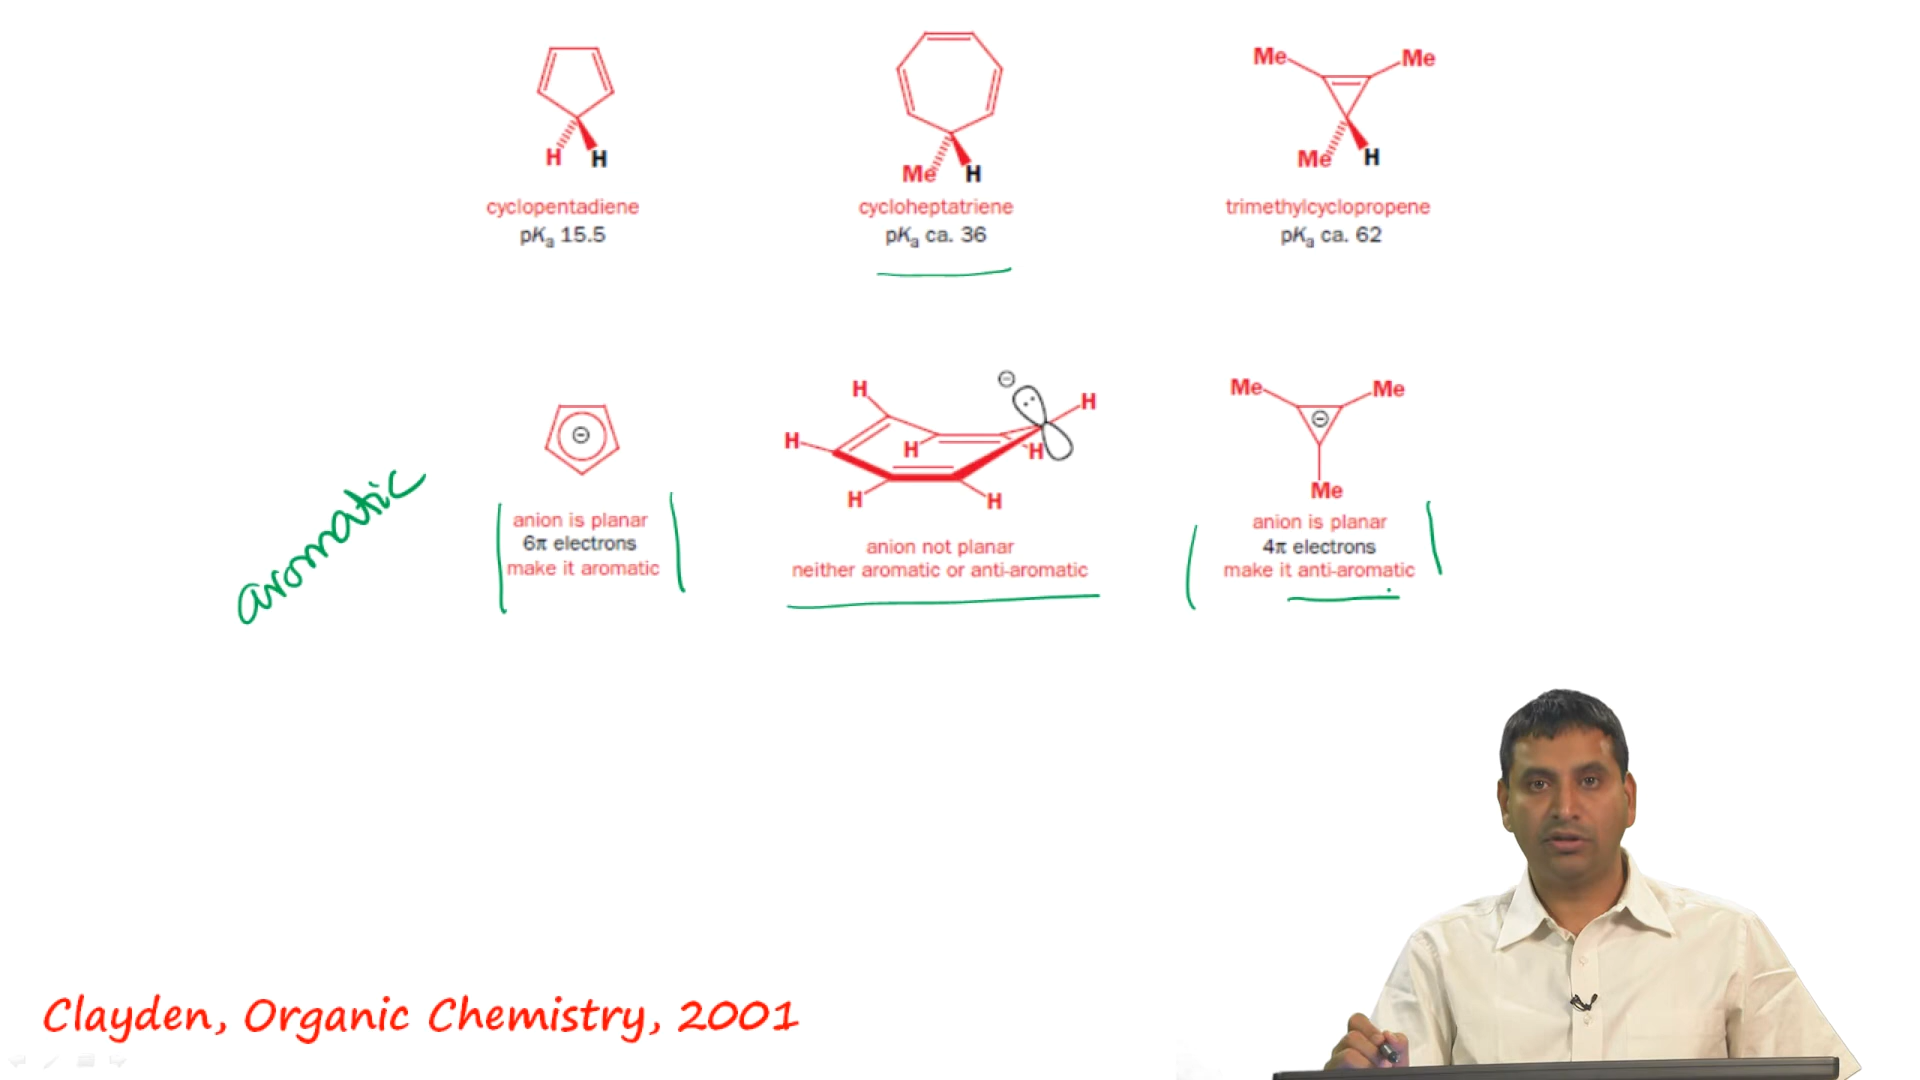 Me
Me
H
H
Me
H
Me
H
cyclopentadiene
cycloheptatriene
trimethylcyclopropene
pKa 15.5
pKa ca. 36
pKa ca. 62
H
H
H
H
H
H
H
Me
Me
Me
aromatic
anion is planar
6π electrons
make it aromatic
anion not planar
neither aromatic or anti-aromatic
anion is planar
4π electrons
make it anti-aromatic
Clayden, Organic Chemistry, 2001